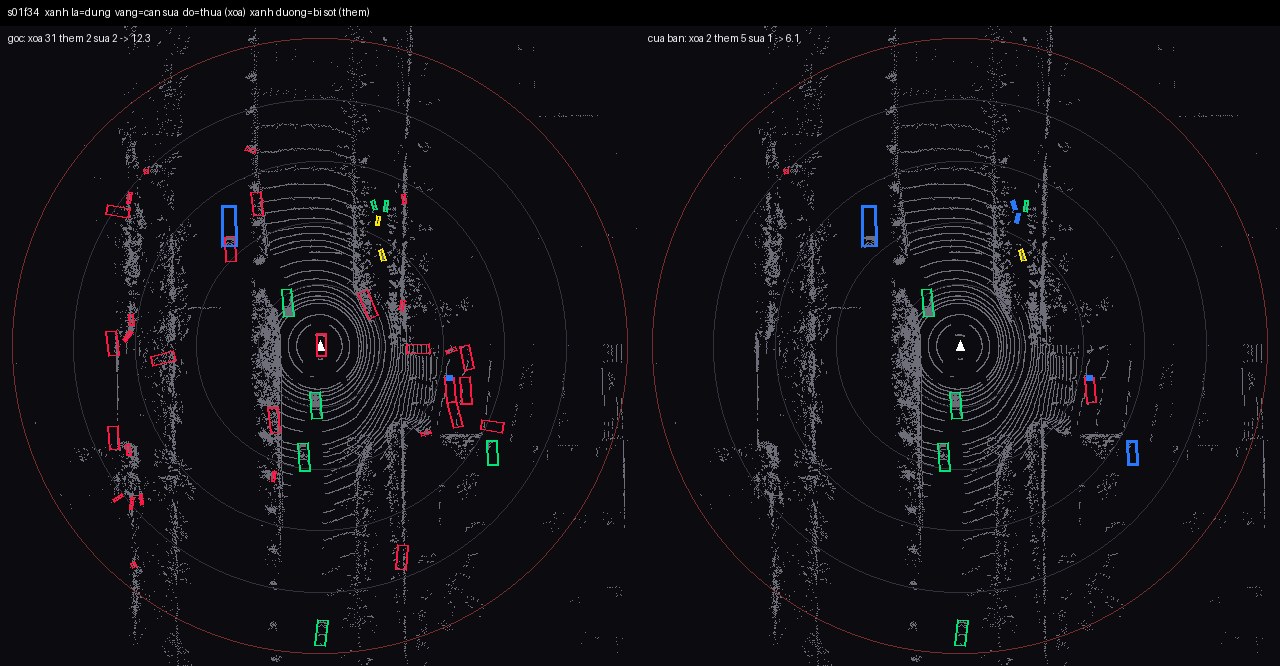 s01f34 xanh la=dung vang=can sua do=thua (xoa) xanh duong=bi sot (them)
goc: xoa 31 them 2 sua 2 -> 12.3
cua ban: xoa 2 them 5 sua 1 -> 6.1